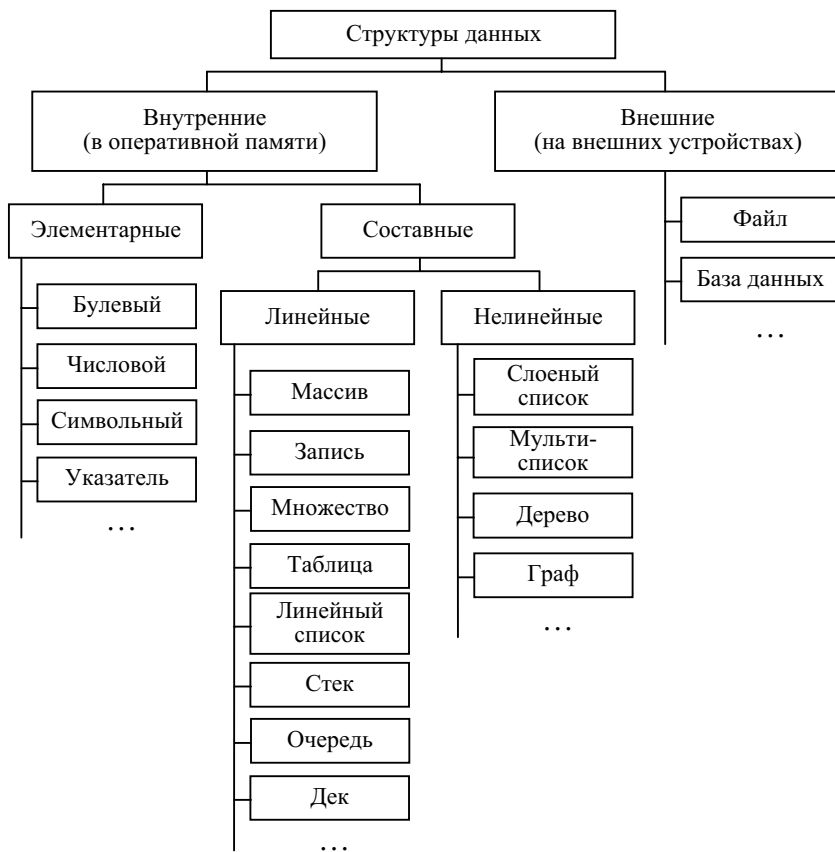 Структуры данных
Внутренние
(в оперативной памяти)
Внешние
(на внешних устройствах)
Элементарные
Составные
Файл
База данных
...
Булевый
Числовой
Символьный
Указатель
...
Линейные
Нелинейные
Массив
Запись
Множество
Таблица
Линейный
список
Стек
Очередь
Дек
...
Слоеный
список
Мульти-
список
Дерево
Граф
...